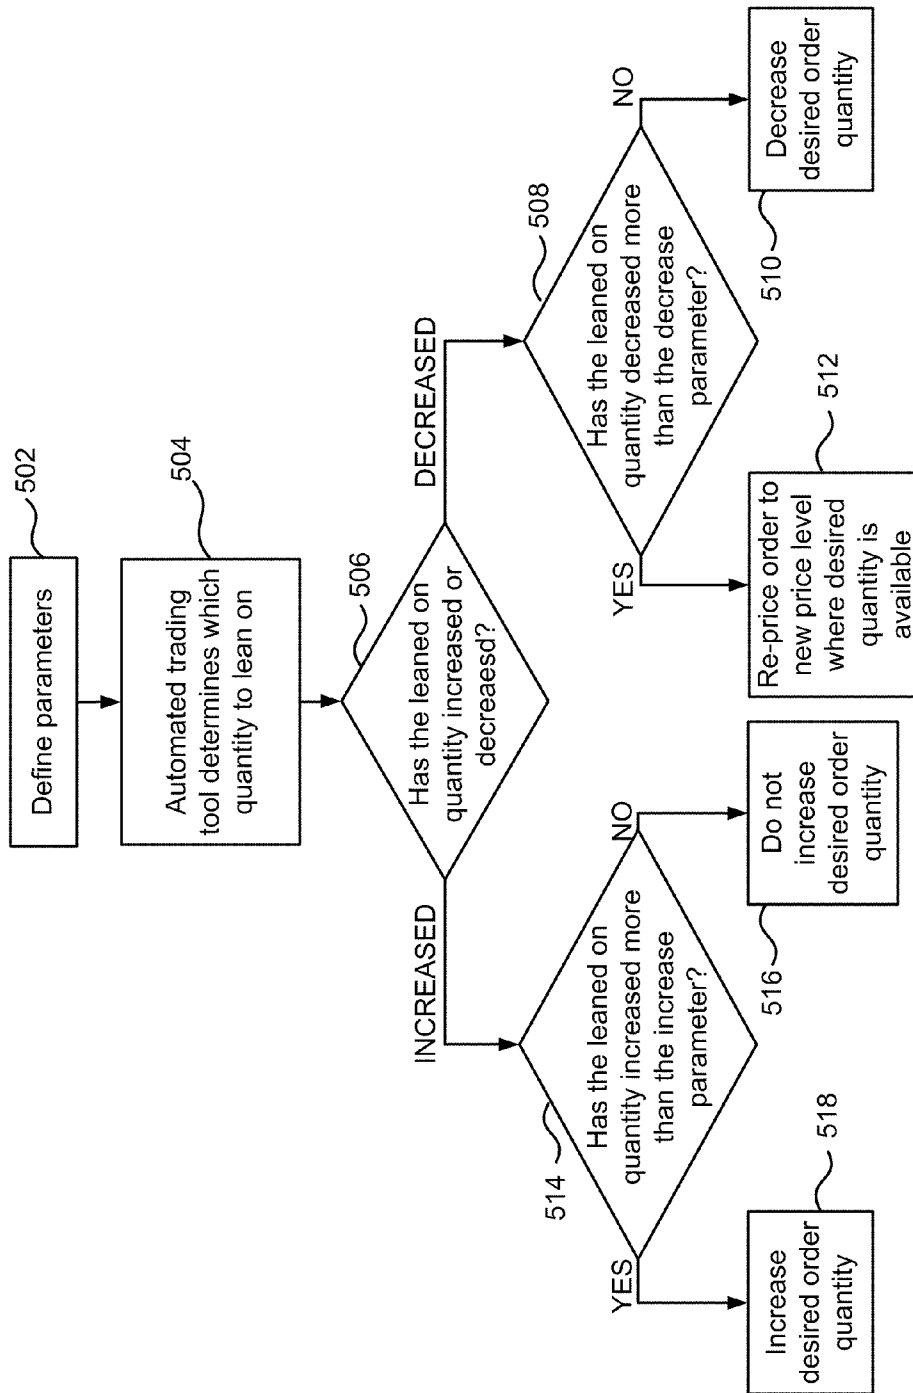 Define parameters
502
Automated trading
tool determines which
quantity to lean on
504
Has the leaned on
quantity increased or
decreaesd?
506
INCREASED
DECREASED
Has the leaned on
quantity increased more
than the increase
parameter?
514
YES
NO
Increase
desired order
quantity
518
Do not
increase
desired order
quantity
516
Has the leaned on
quantity decreased more
than the decrease
parameter?
508
YES
NO
Re-price order to
new price level
where desired
quantity is
available
512
Decrease
desired order
quantity
510